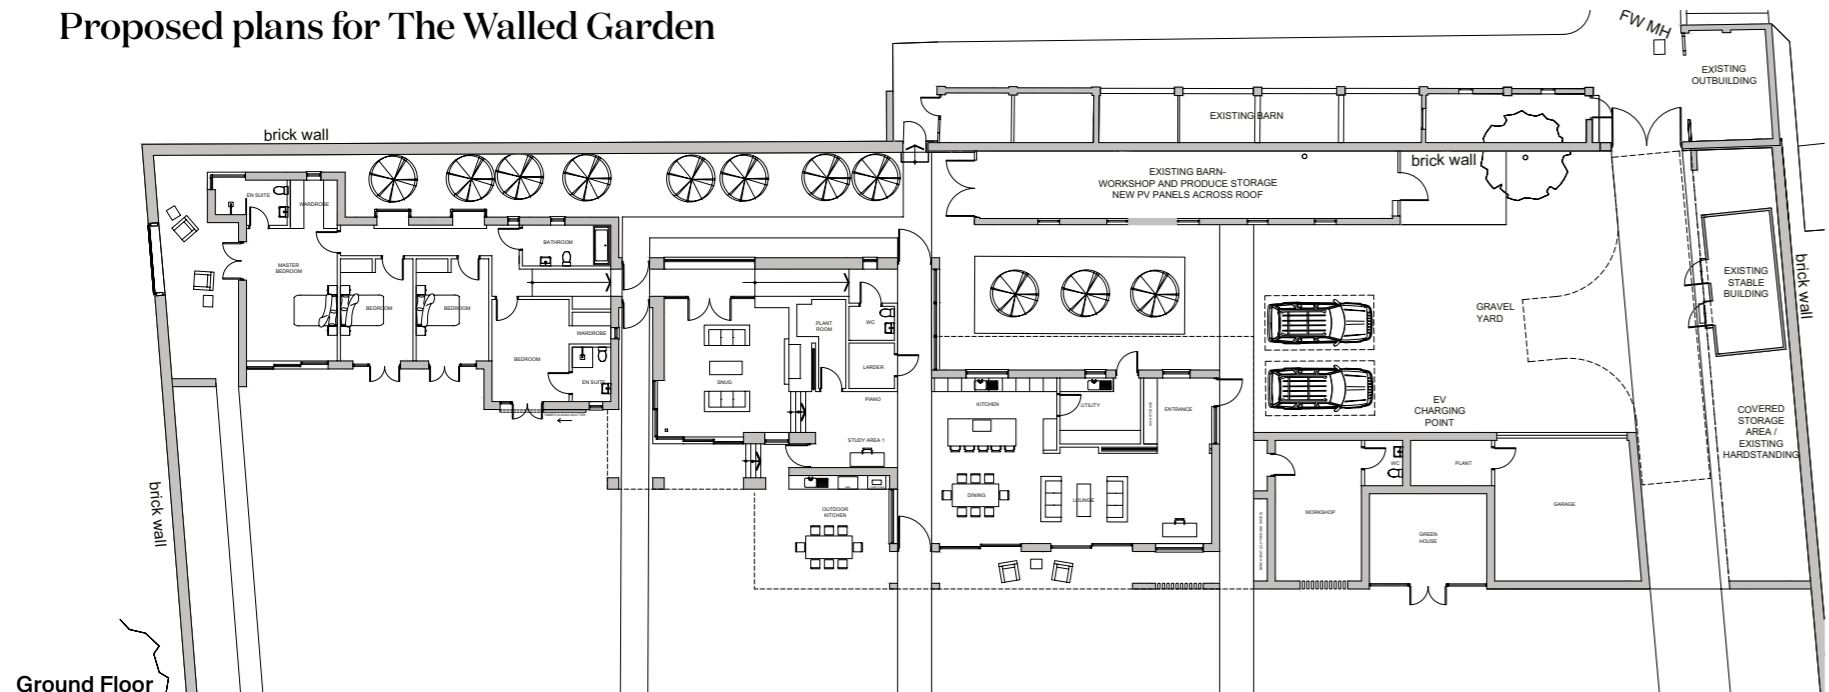 Proposed plans for The Walled Garden
FW MH
EXISTING
OUTBUILDING
brick wall
EXISTING BARN
brick wall
EXISTING BARN-
WORKSHOP AND PRODUCE STORAGE
NEW PV PANELS ACROSS ROOF
EN SUITE
WARDROBE
BATHROOM
MASTER
BEDROOM
BEDROOM
BEDROOM
BEDROOM
WARDROBE
EN SUITE
SNUG
PLANT
ROOM
WC
LARDER
PIANO
STUDY AREA 1
OUTDOOR
KITCHEN
KITCHEN
UTILITY
ENTRANCE
DINING
LOUNGE
GRAVEL
YARD
EXISTING
STABLE
BUILDING
brick wall
EV
CHARGING
POINT
COVERED
STORAGE
AREA /
EXISTING
HARDSTANDING
WC
PLANT
WORKSHOP
GREEN
HOUSE
GARAGE
brick wall
Ground Floor